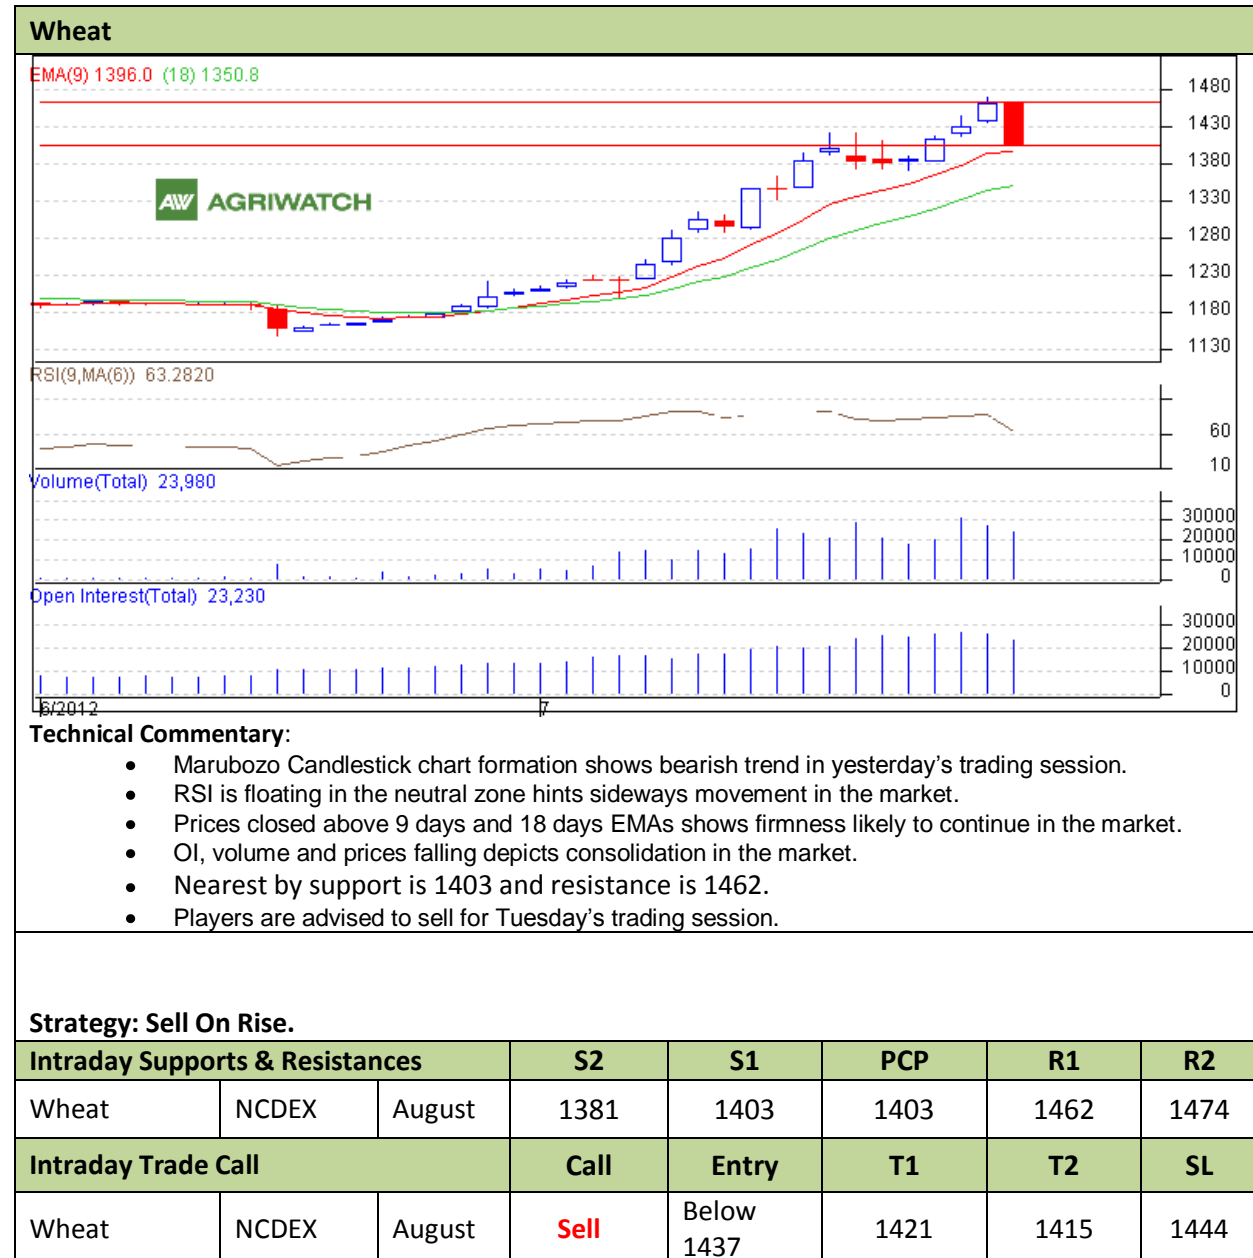 Wheat
EMA(9) 1396.0 (18) 1350.8
1480
1430
1380
1330
1280
1230
1180
1130
AW AGRIWATCH
RSI(9,MA(6)) 63.2820
60
10
Volume(Total) 23,980
30000
20000
10000
0
Open Interest(Total) 23,230
30000
20000
10000
0
6/2012 7
Technical Commentary:
• Marubozo Candlestick chart formation shows bearish trend in yesterday's trading session.
• RSI is floating in the neutral zone hints sideways movement in the market.
• Prices closed above 9 days and 18 days EMAs shows firmness likely to continue in the market.
• OI, volume and prices falling depicts consolidation in the market.
• Nearest by support is 1403 and resistance is 1462.
• Players are advised to sell for Tuesday's trading session.
Strategy: Sell On Rise.
Intraday Supports & Resistances S2 S1 PCP R1 R2
Wheat NCDEX August 1381 1403 1403 1462 1474
Intraday Trade Call Call Entry T1 T2 SL
Wheat NCDEX August Sell Below 1421 1415 1444
1437